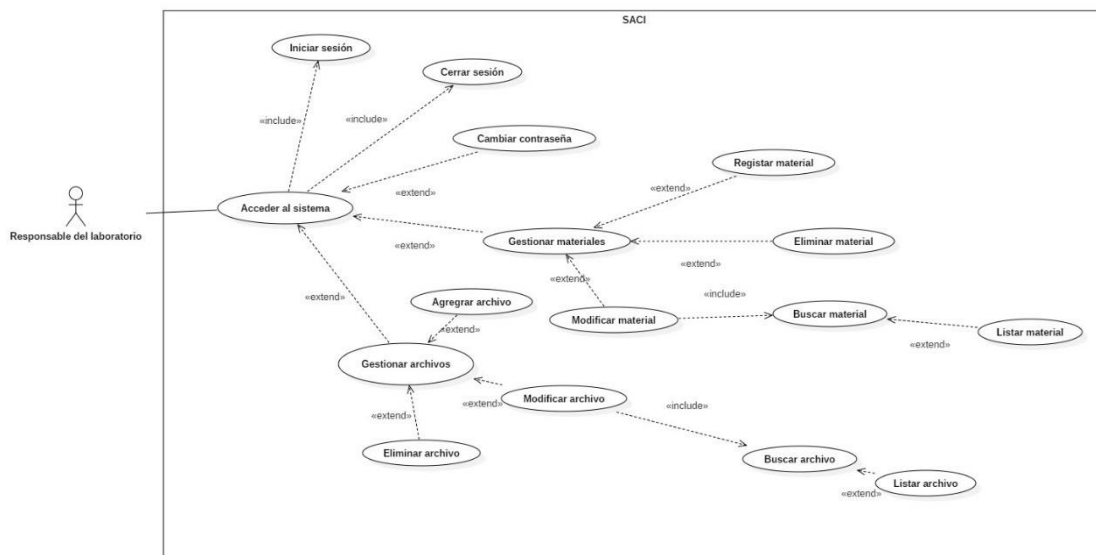 SACI
Iniciar sesión
Cerrar sesión
«include»
«include»
Cambiar contraseña
Registar material
«extend»
«extend»
Acceder al sistema
Responsable del laboratorio
Gestionar materiales
Eliminar material
«extend»
«extend»
«extend»
«include»
Agregrar archivo
«extend»
Modificar material
Buscar material
«extend»
Listar material
«extend»
Gestionar archivos
Modificar archivo
«extend»
«include»
«extend»
Eliminar archivo
Buscar archivo
Listar archivo
«extend»